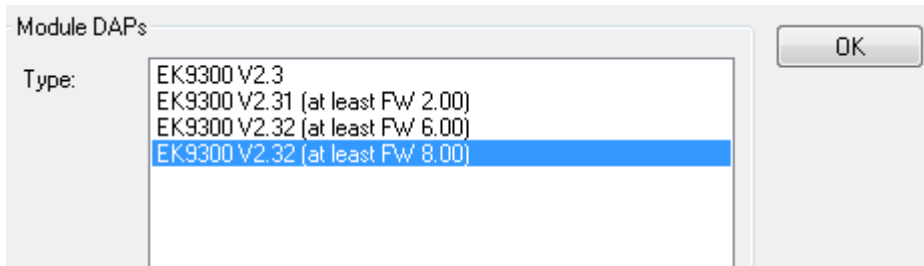 Module DAPs
OK
Type:
EK9300 V2.3
EK9300 V2.31 (at least FW 2.00)
EK9300 V2.32 (at least FW 6.00)
EK9300 V2.32 (at least FW 8.00)